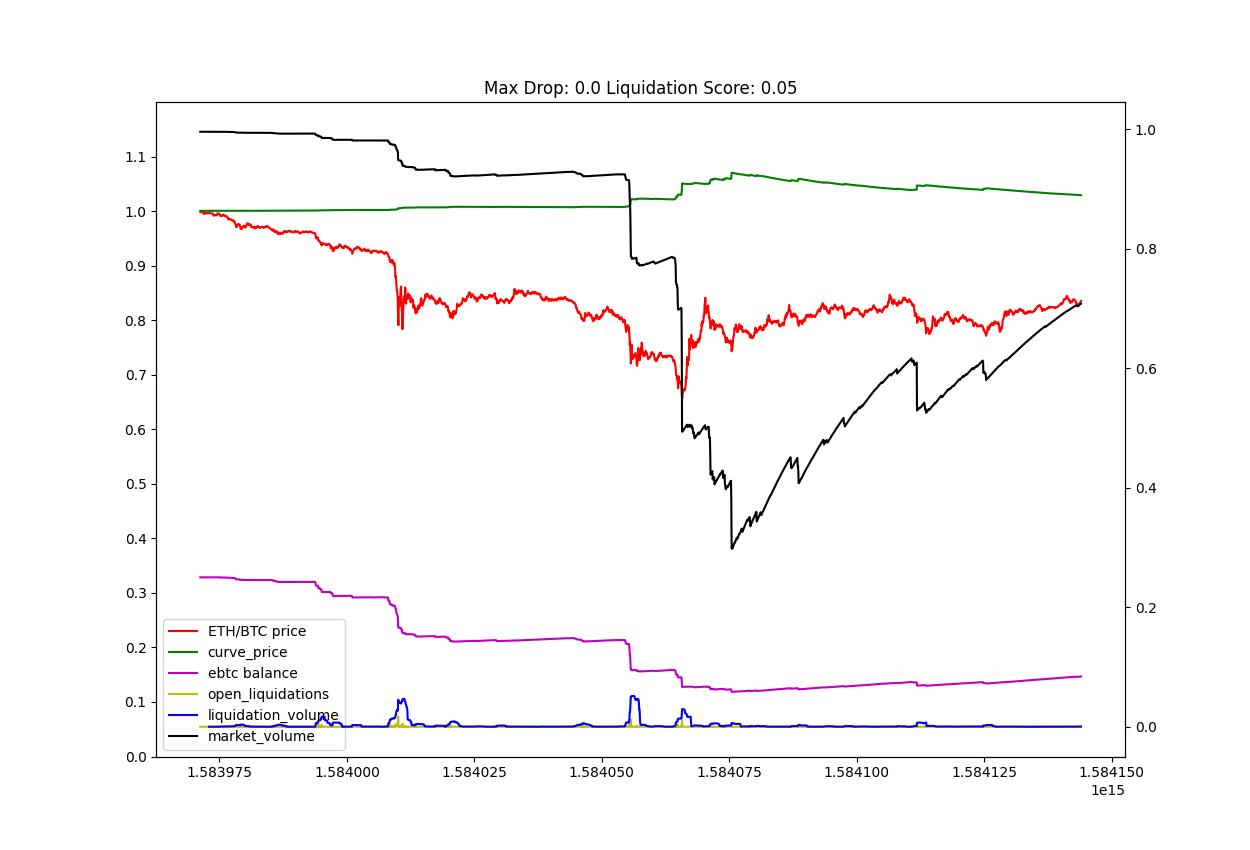 Max Drop: 0.0 Liquidation Score: 0.05
1.1
1.0
0.9
0.8
0.7
0.6
0.5
0.4
0.3
0.2
0.1
0.0
1.0
0.8
0.6
0.4
0.2
0.0
ETH/BTC price
curve_price
ebtc balance
open_liquidations
liquidation_volume
market_volume
1.583975 1.584000 1.584025 1.584050 1.584075 1.584100 1.584125 1.584150
1e15